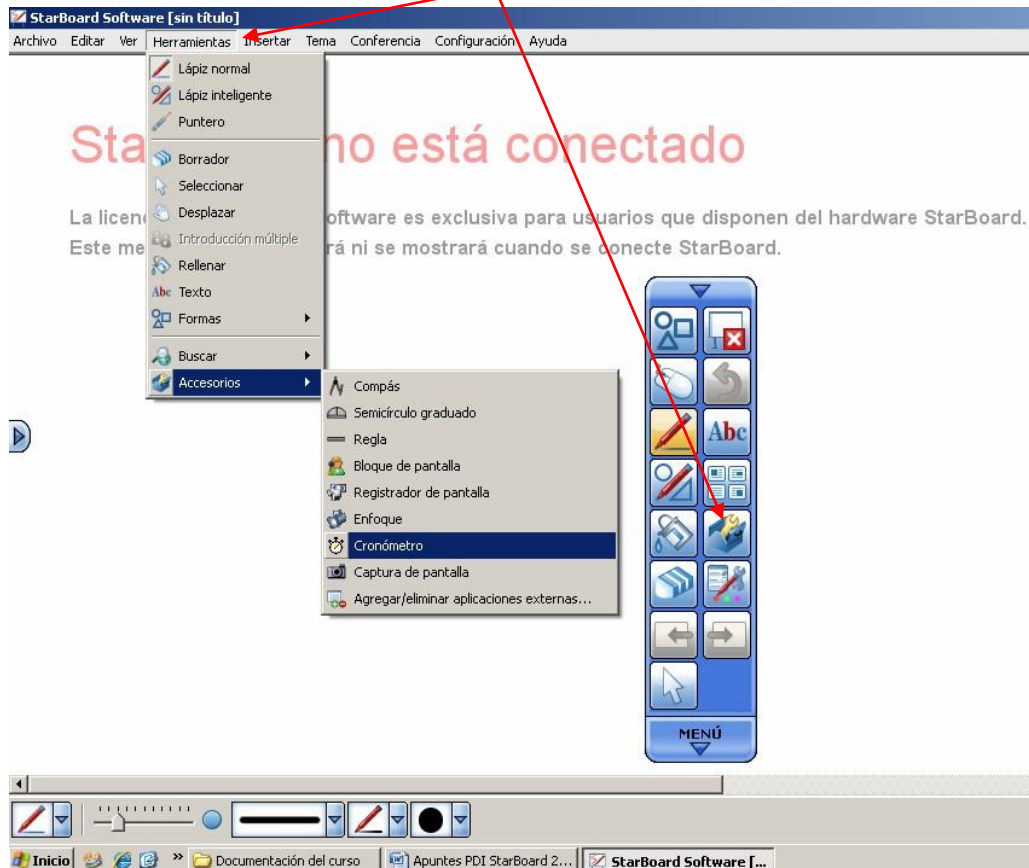 StarBoard Software [sin título]
Archivo Editar Ver Herramientas Insertar Tema Conferencia Configuración Ayuda
Lápiz normal
Lápiz inteligente
Puntero
Borrador
Seleccionar
Desplazar
Introducción múltiple
Rellenar
Abc Texto
Formas
Buscar
Accesorios
Sta no está conectado
La licen oftware es exclusiva para usuarios que disponen del hardware StarBoard.
Este me rá ni se mostrará cuando se conecte StarBoard.
Compás
Semicírculo graduado
Regla
Bloque de pantalla
Registrador de pantalla
Enfoque
Cronómetro
Captura de pantalla
Agregar/eliminar aplicaciones externas...
Abc
MENÚ
Inicio » Documentación del curso Apuntes PDI StarBoard 2... StarBoard Software [...